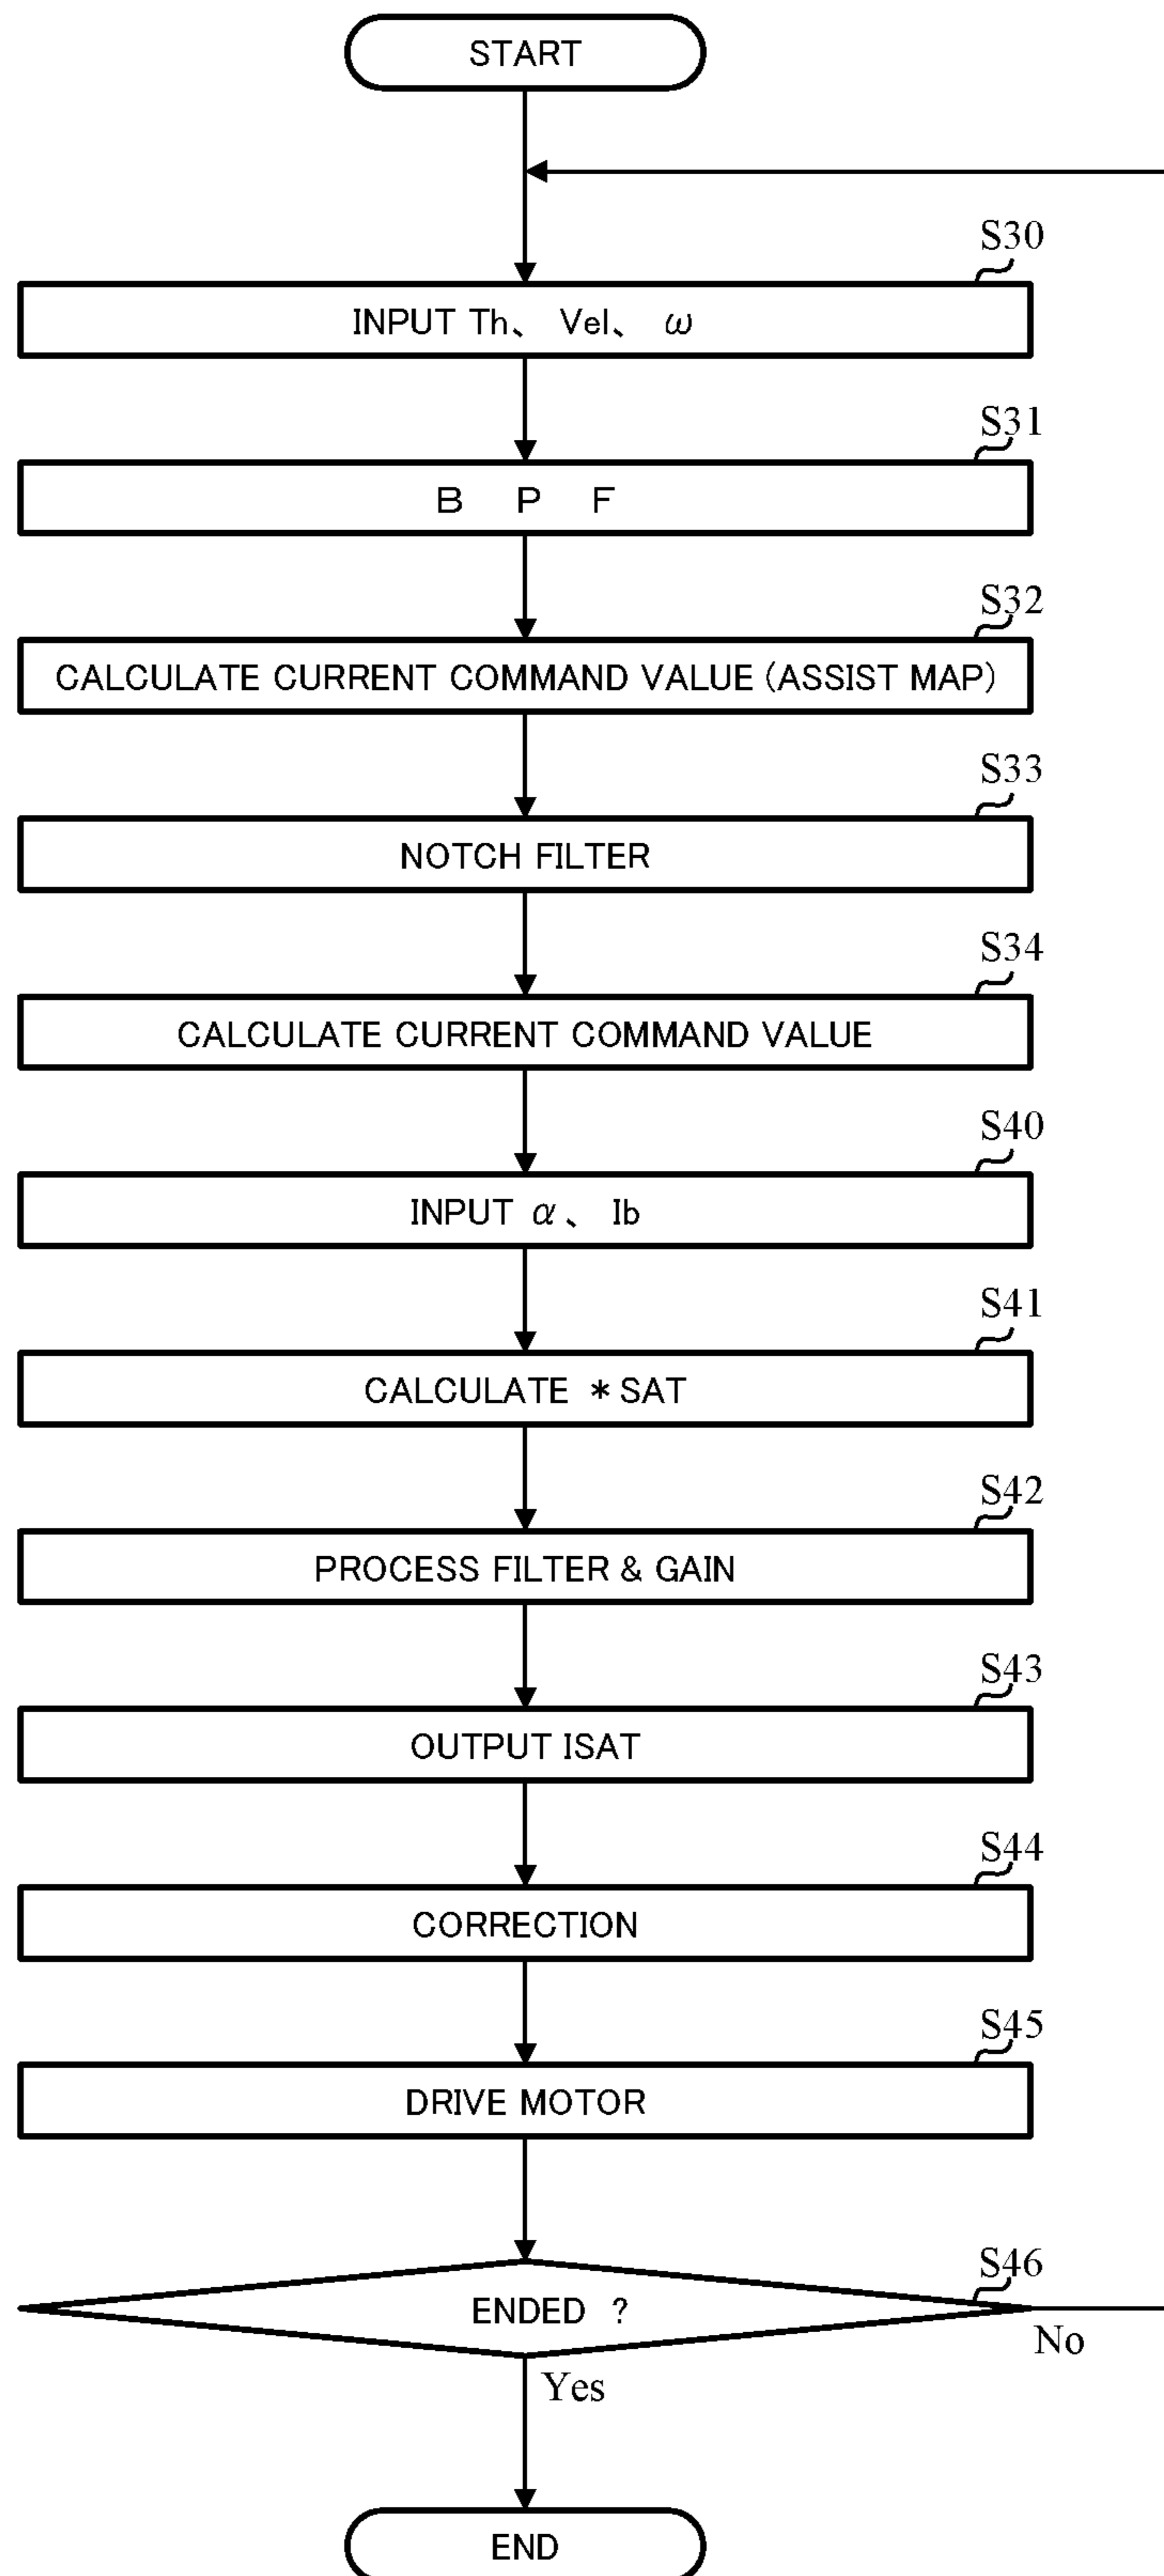 START
S30
INPUT Th、 Vel、 ω
S31
B P F
S32
CALCULATE CURRENT COMMAND VALUE (ASSIST MAP)
S33
NOTCH FILTER
S34
CALCULATE CURRENT COMMAND VALUE
S40
INPUT α、 Ib
S41
CALCULATE *SAT
S42
PROCESS FILTER & GAIN
S43
OUTPUT ISAT
S44
CORRECTION
S45
DRIVE MOTOR
S46
ENDED ?
No
Yes
END